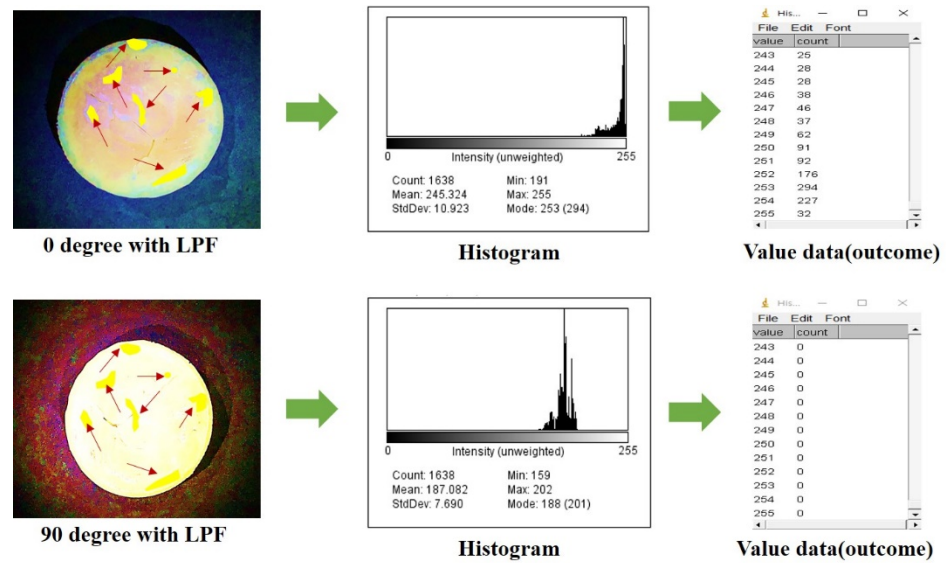 His...
File Edit Font
value count
243 25
244 28
245 28
246 38
247 46
248 37
249 62
250 91
251 92
252 176
253 294
254 227
255 32
0 255
Intensity (unweighted)
Count: 1638 Min: 191
Mean: 245.324 Max: 255
StdDev: 10.923 Mode: 253 (294)
0 degree with LPF
Histogram
Value data(outcome)
His...
File Edit Font
value count
243 0
244 0
245 0
246 0
247 0
248 0
249 0
250 0
251 0
252 0
253 0
254 0
255 0
0 255
Intensity (unweighted)
Count: 1638 Min: 159
Mean: 187.082 Max: 202
StdDev: 7.690 Mode: 188 (201)
90 degree with LPF
Histogram
Value data(outcome)